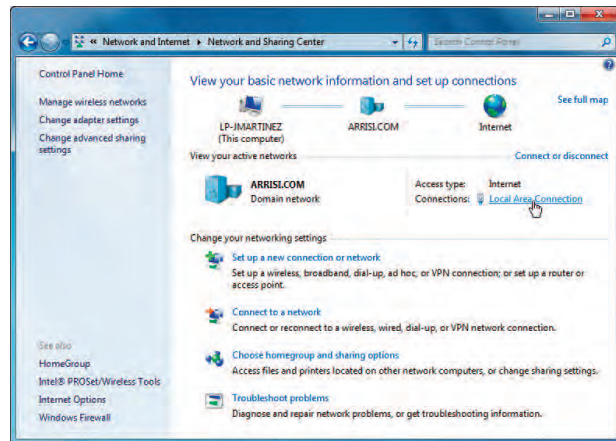 « Network and Internet ▸ Network and Sharing Center
Search Control Panel
Control Panel Home
Manage wireless networks
Change adapter settings
Change advanced sharing
settings
See also
HomeGroup
Intel® PROSet/Wireless Tools
Internet Options
Windows Firewall
View your basic network information and set up connections
See full map
LP-JMARTINEZ
(This computer)
ARRISI.COM
Internet
View your active networks
Connect or disconnect
ARRISI.COM
Domain network
Access type: Internet
Connections: Local Area Connection
Change your networking settings
Set up a new connection or network
Set up a wireless, broadband, dial-up, ad hoc, or VPN connection; or set up a router or
access point.
Connect to a network
Connect or reconnect to a wireless, wired, dial-up, or VPN network connection.
Choose homegroup and sharing options
Access files and printers located on other network computers, or change sharing settings.
Troubleshoot problems
Diagnose and repair network problems, or get troubleshooting information.